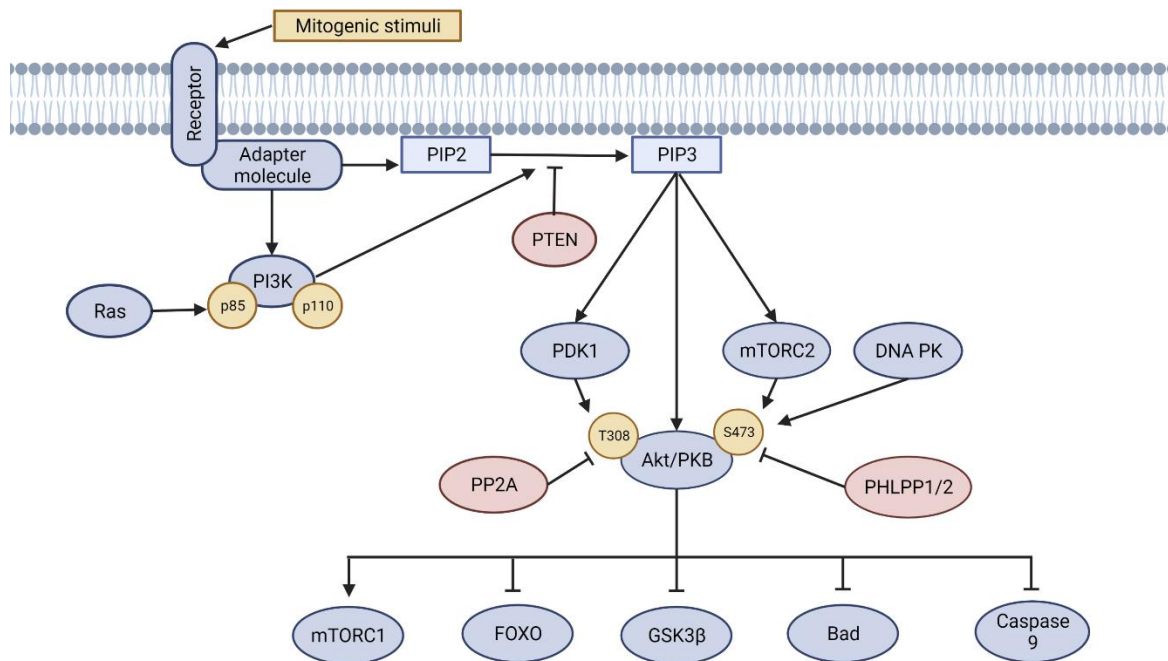 Mitogenic stimuli
Receptor
Adapter
molecule
PIP2
PIP3
PTEN
PI3K
p85
p110
Ras
PDK1
mTORC2
DNA PK
T308
S473
Akt/PKB
PP2A
PHLPP1/2
mTORC1
FOXO
GSK3β
Bad
Caspase
9